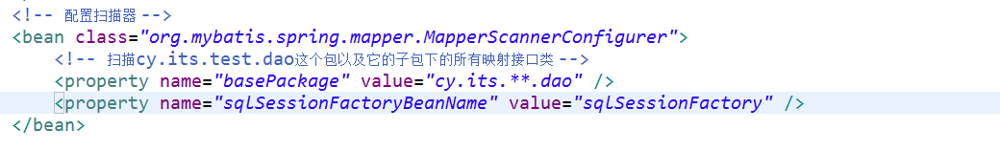 <!-- 配置扫描器 -->
<bean class="org.mybatis.spring.mapper.MapperScannerConfigurer">
<!-- 扫描cy.its.test.dao这个包以及它的子包下的所有映射接口类 -->
<property name="basePackage" value="cy.its.**.dao" />
<property name="sqlSessionFactoryBeanName" value="sqlSessionFactory" />
</bean>